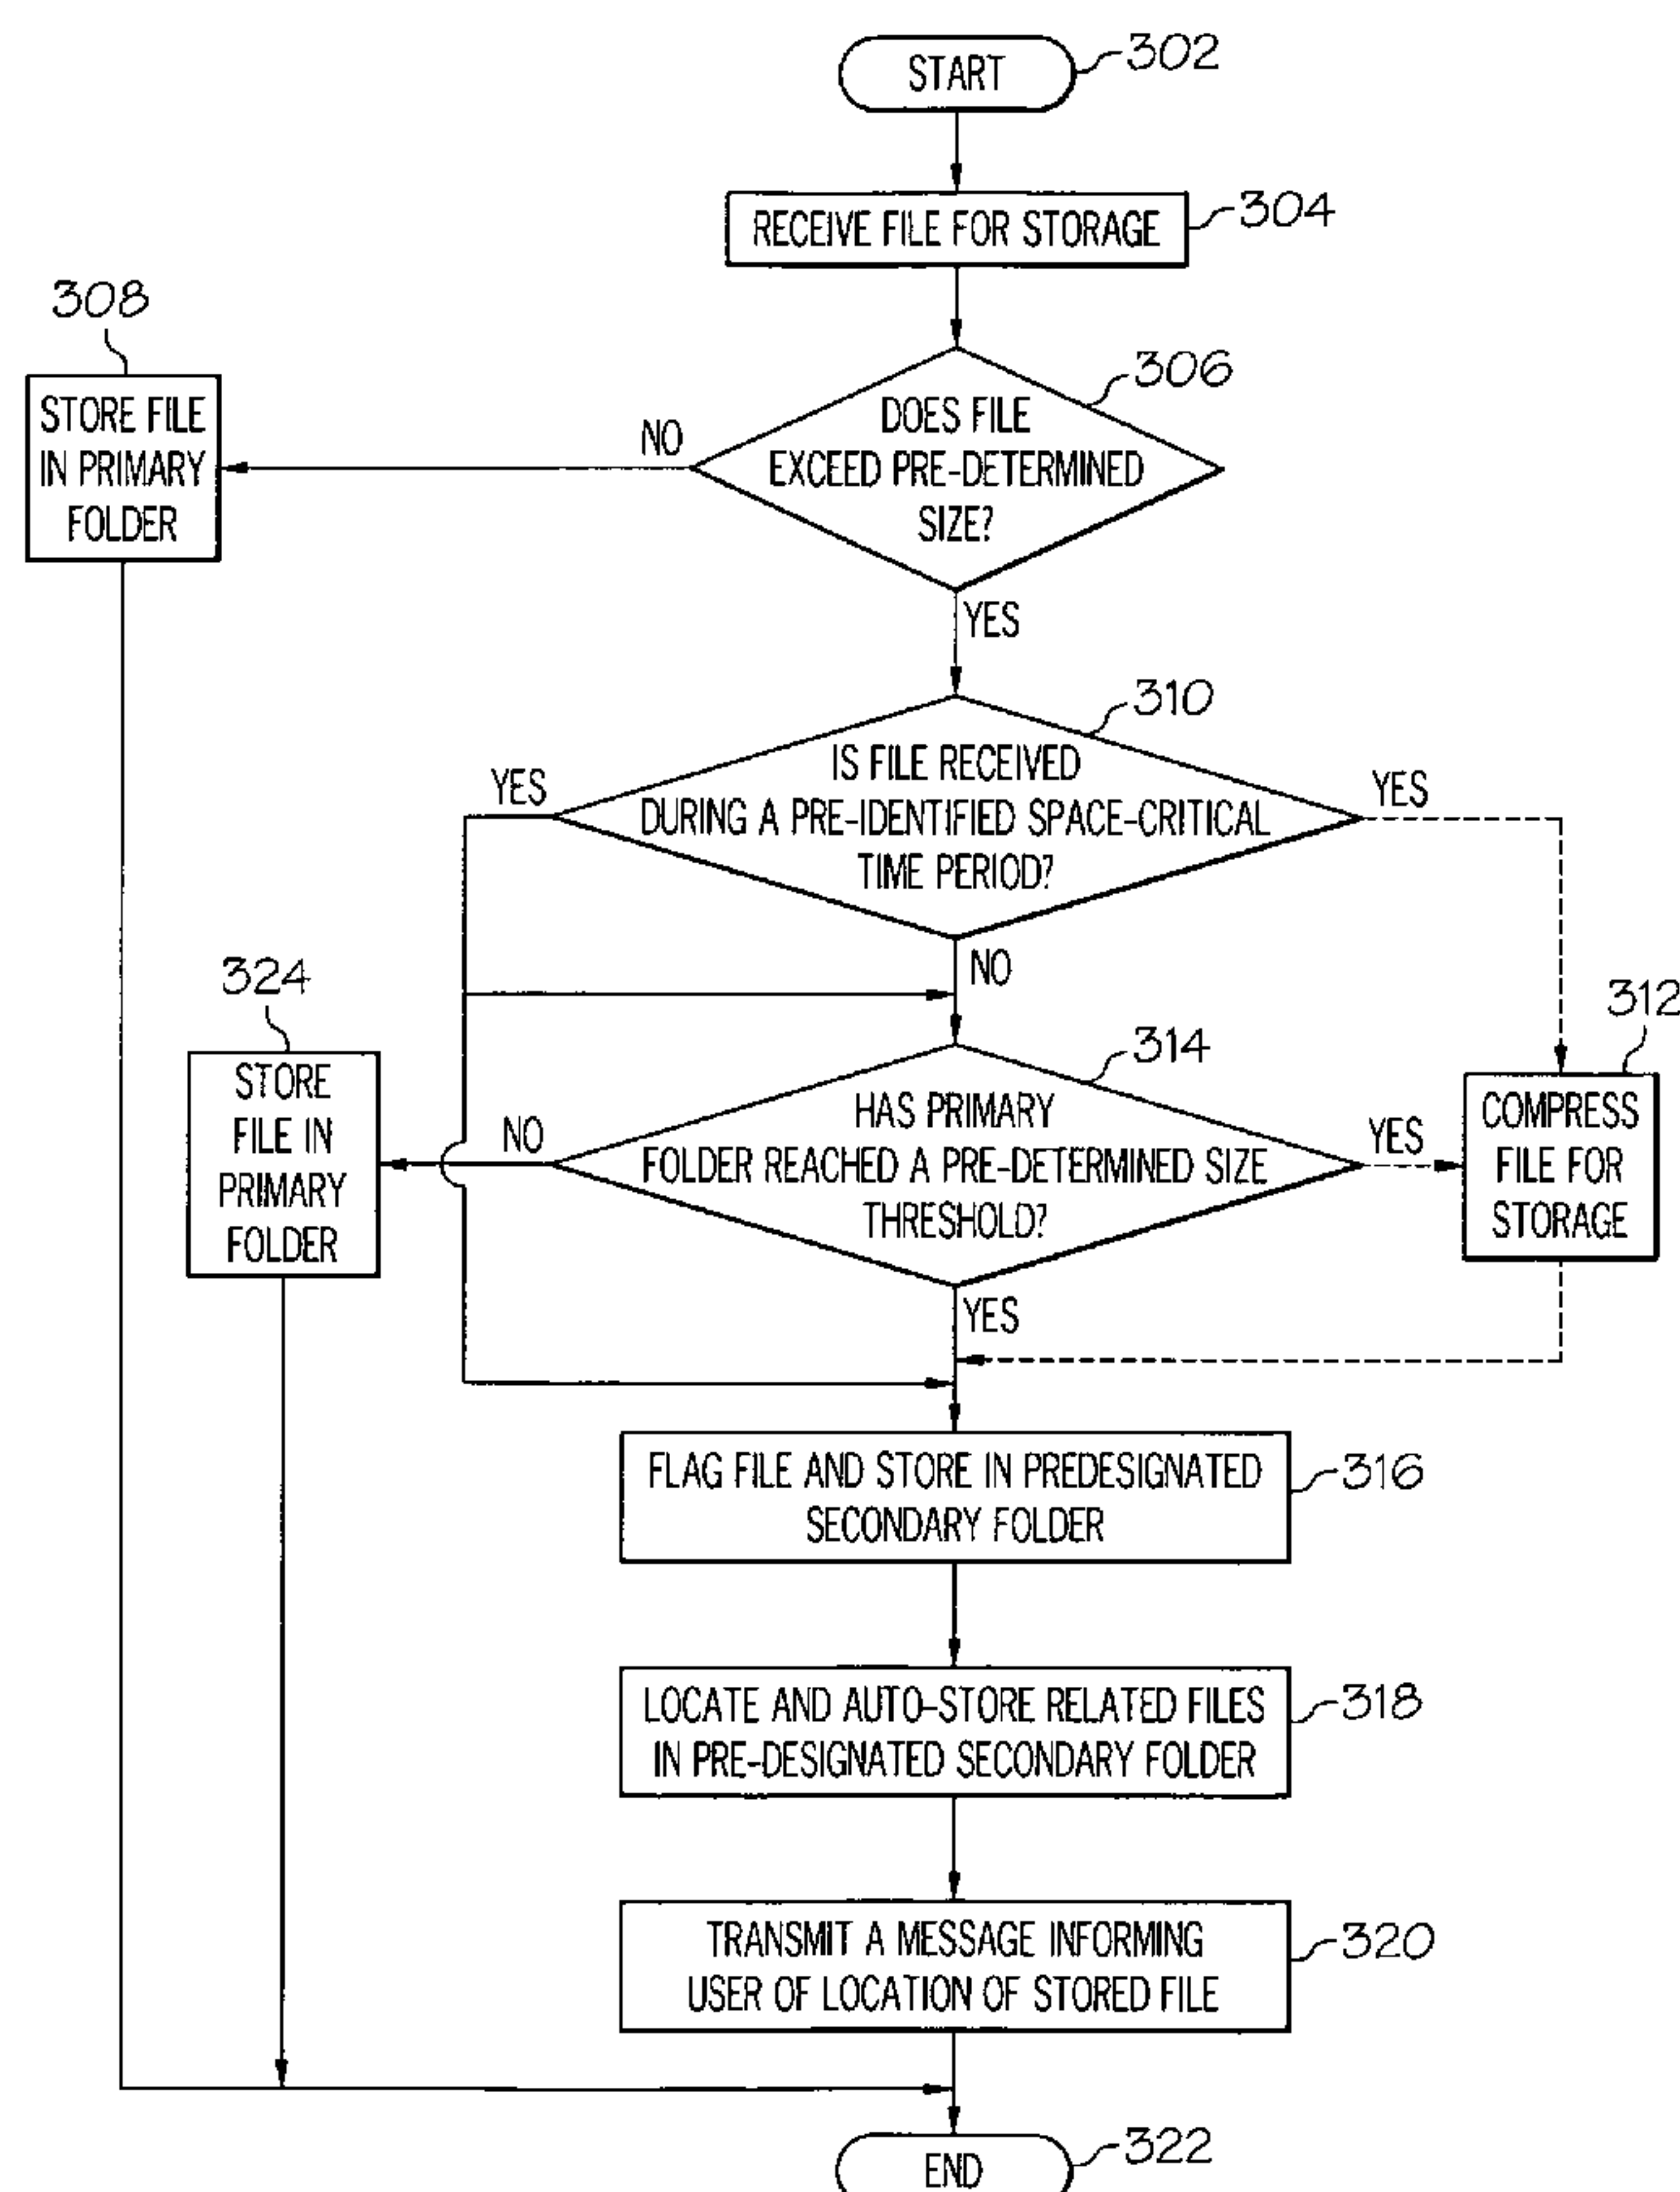 START
302
RECEIVE FILE FOR STORAGE
304
308
STORE FILE
IN PRIMARY
FOLDER
NO
DOES FILE
EXCEED PRE-DETERMINED
SIZE?
306
YES
310
YES
IS FILE RECEIVED
DURING A PRE-IDENTIFIED SPACE-CRITICAL
TIME PERIOD?
YES
NO
324
STORE
FILE IN
PRIMARY
FOLDER
NO
314
HAS PRIMARY
FOLDER REACHED A PRE-DETERMINED SIZE
THRESHOLD?
YES
312
COMPRESS
FILE FOR
STORAGE
YES
FLAG FILE AND STORE IN PREDESIGNATED
SECONDARY FOLDER
316
LOCATE AND AUTO-STORE RELATED FILES
IN PRE-DESIGNATED SECONDARY FOLDER
318
TRANSMIT A MESSAGE INFORMING
USER OF LOCATION OF STORED FILE
320
END
322